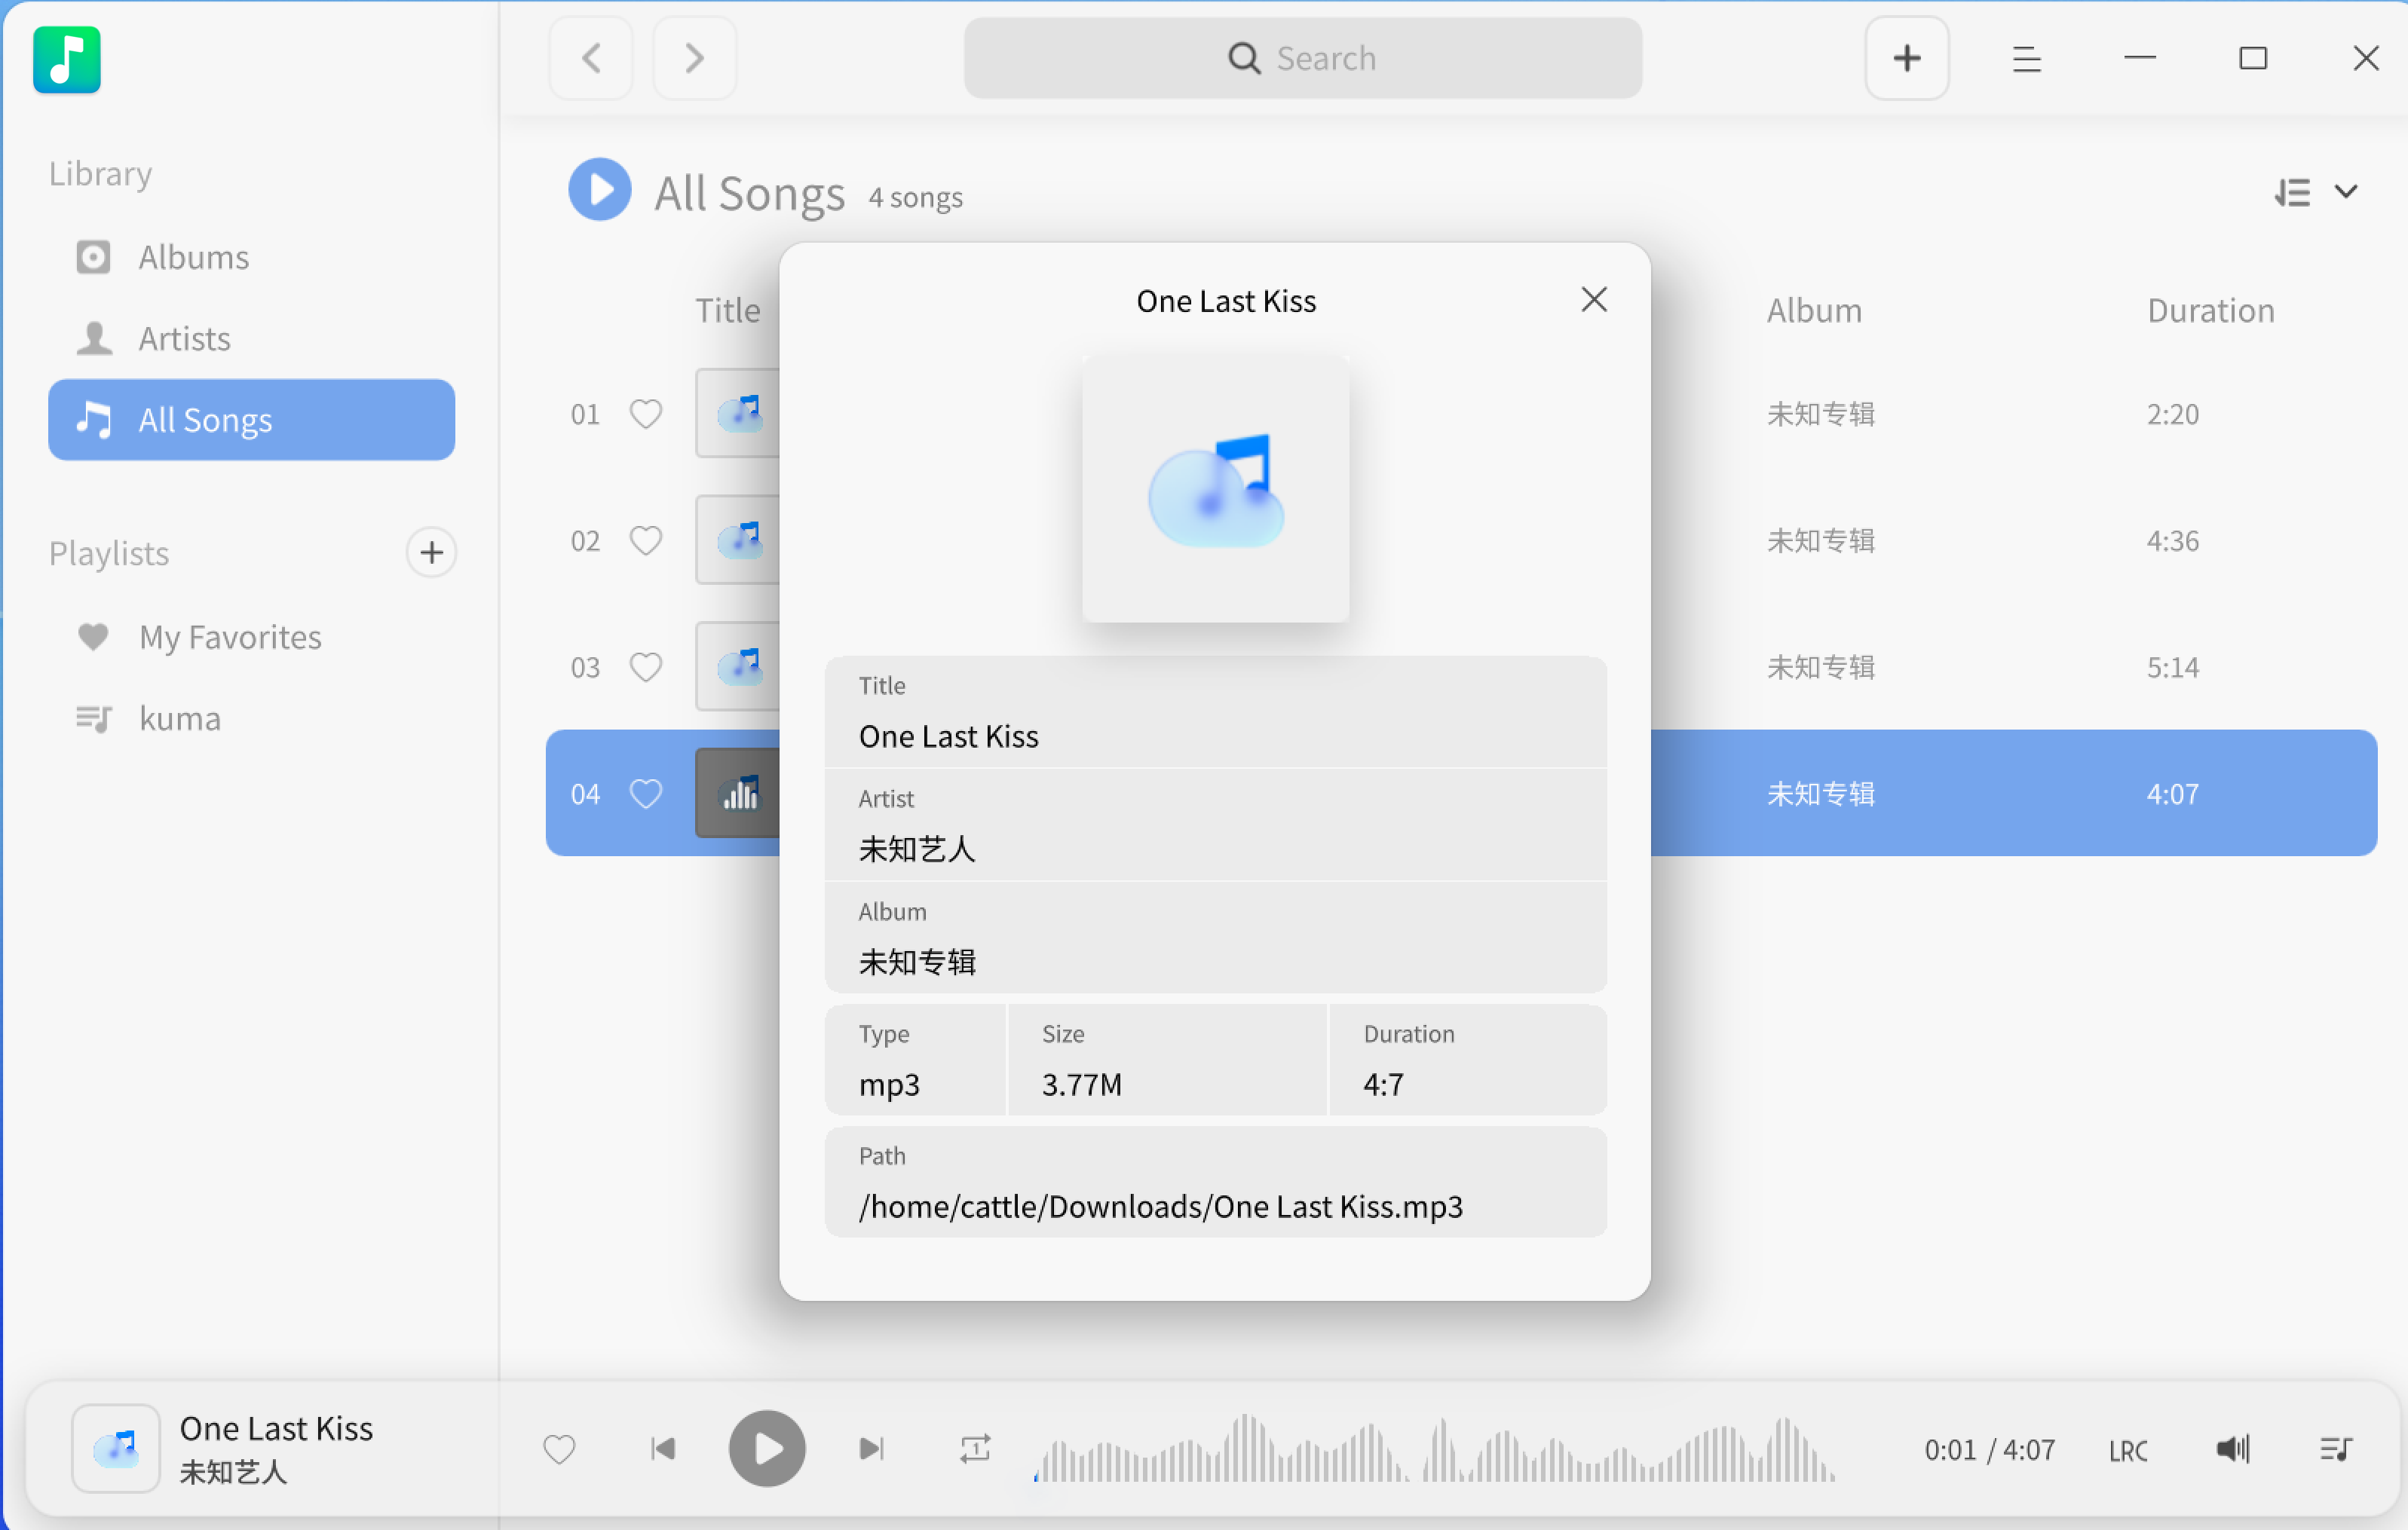 Search
Library
Albums
Artists
All Songs
Playlists
My Favorites
kuma
All Songs 4 songs
Title Album Duration
01 未知专辑 2:20
02 未知专辑 4:36
03 未知专辑 5:14
04 未知专辑 4:07
One Last Kiss
Title
One Last Kiss
Artist
未知艺人
Album
未知专辑
Type Size Duration
mp3 3.77M 4:7
Path
/home/cattle/Downloads/One Last Kiss.mp3
One Last Kiss
未知艺人
1
0:01 / 4:07 LRC